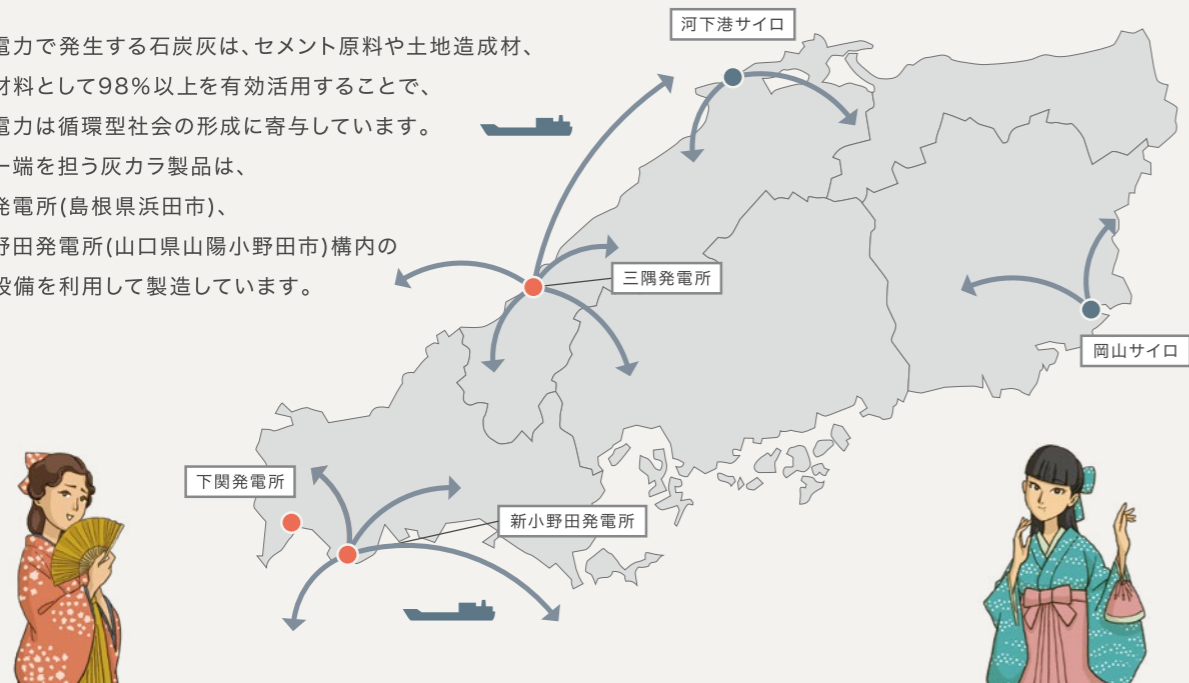 電力で発生する石炭灰は、セメント原料や土地造成材、
材料として98%以上を有効活用することで、
電力は循環型社会の形成に寄与しています。
一端を担う灰カラ製品は、
発電所(島根県浜田市)、
野田発電所(山口県山陽小野田市)構内の
設備を利用して製造しています。
河下港サイロ
三隅発電所
岡山サイロ
下関発電所
新小野田発電所